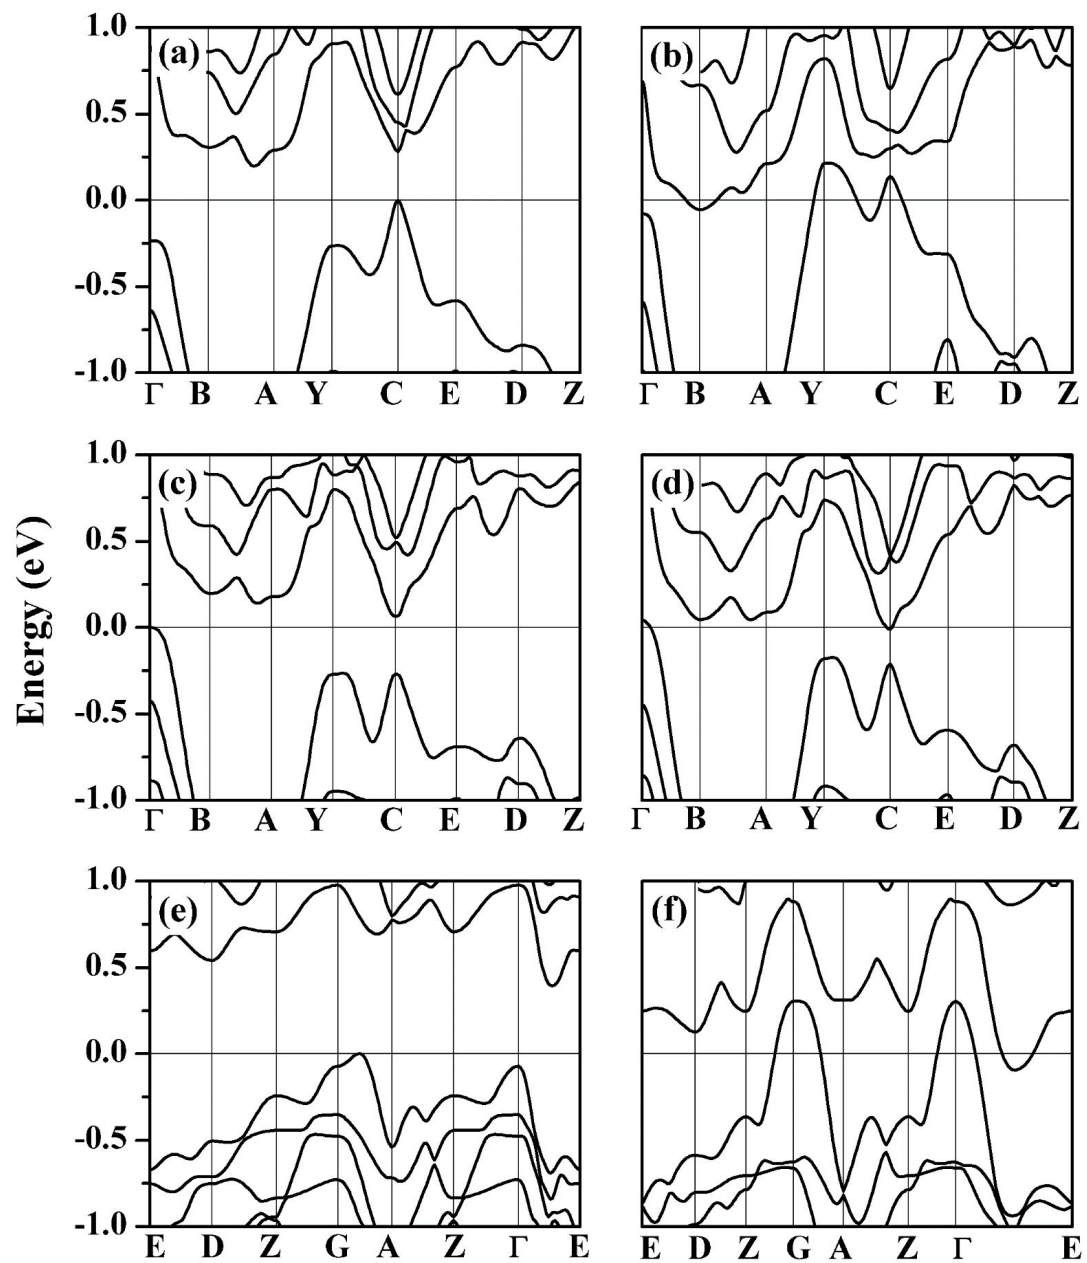 1.0
0.5
0.0
-0.5
-1.0
(a)
Γ B A Y C E D Z
(b)
Γ B A Y C E D Z
Energy (eV)
1.0
0.5
0.0
-0.5
-1.0
(c)
Γ B A Y C E D Z
(d)
Γ B A Y C E D Z
1.0
0.5
0.0
-0.5
-1.0
(e)
E D Z G A Z Γ E
(f)
E D Z G A Z Γ E